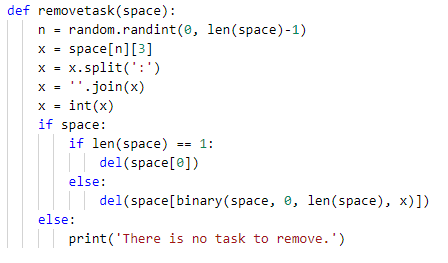 def removetask(space):
    n = random.randint(0, len(space)-1)
    x = space[n][3]
    x = x.split(':')
    x = ''.join(x)
    x = int(x)
    if space:
        if len(space) == 1:
            del(space[0])
        else:
            del(space[binary(space, 0, len(space), x)])
    else:
        print('There is no task to remove.')